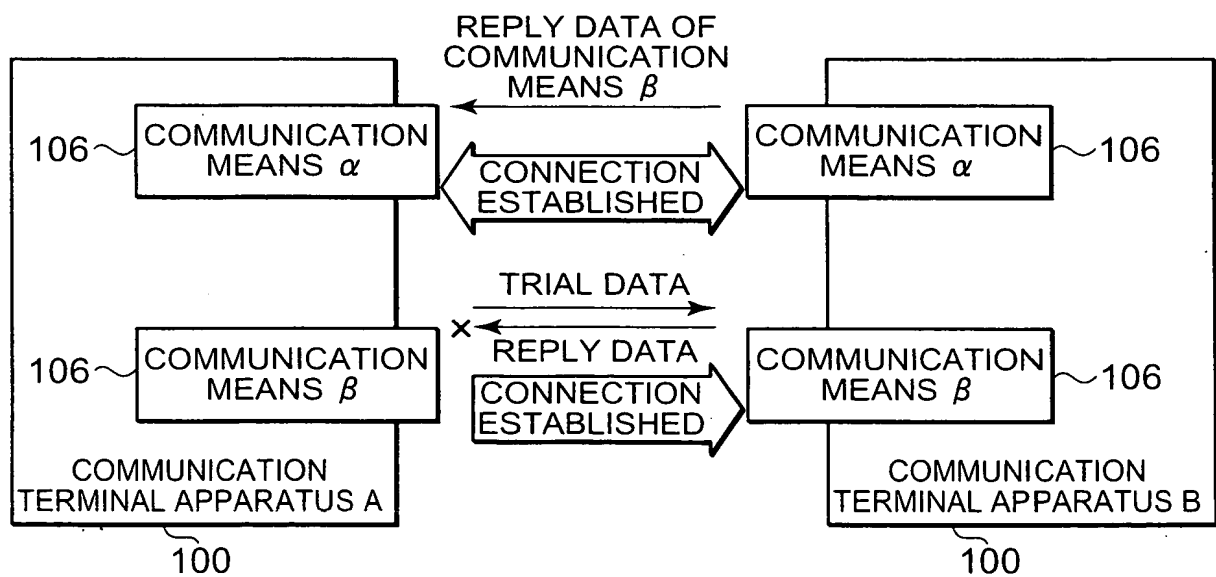 REPLY DATA OF
COMMUNICATION
MEANS β
COMMUNICATION
MEANS α
106
CONNECTION
ESTABLISHED
COMMUNICATION
MEANS α
106
TRIAL DATA
×
REPLY DATA
COMMUNICATION
MEANS β
106
CONNECTION
ESTABLISHED
COMMUNICATION
MEANS β
106
COMMUNICATION
TERMINAL APPARATUS A
100
COMMUNICATION
TERMINAL APPARATUS B
100